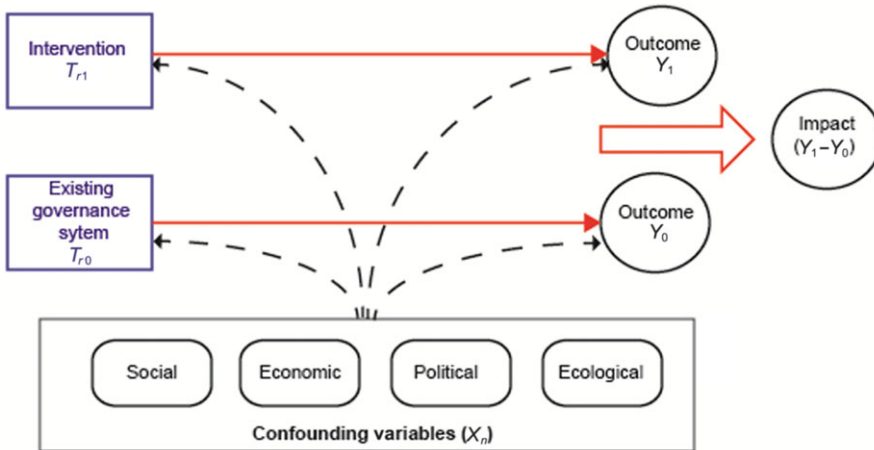 Intervention
Tr1
Outcome
Y1
Impact
(Y1–Y0)
Existing
governance
sytem
Tr0
Outcome
Y0
Social
Economic
Political
Ecological
Confounding variables (Xn)